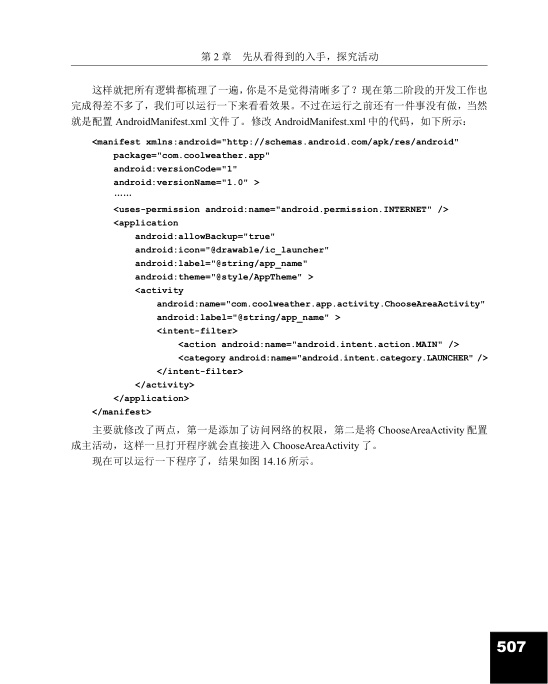 第 2 章　先从看得到的入手，探究活动
这样就把所有逻辑都梳理了一遍，你是不是觉得清晰多了？现在第二阶段的开发工作也
完成得差不多了，我们可以运行一下来看看效果。不过在运行之前还有一件事没有做，当然
就是配置 AndroidManifest.xml 文件了。修改 AndroidManifest.xml 中的代码，如下所示：
<manifest xmlns:android="http://schemas.android.com/apk/res/android"
package="com.coolweather.app"
android:versionCode="1"
android:versionName="1.0" >
……
<uses-permission android:name="android.permission.INTERNET" />
<application
android:allowBackup="true"
android:icon="@drawable/ic_launcher"
android:label="@string/app_name"
android:theme="@style/AppTheme" >
<activity
android:name="com.coolweather.app.activity.ChooseAreaActivity"
android:label="@string/app_name" >
<intent-filter>
<action android:name="android.intent.action.MAIN" />
<category android:name="android.intent.category.LAUNCHER" />
</intent-filter>
</activity>
</application>
</manifest>
主要就修改了两点，第一是添加了访问网络的权限，第二是将 ChooseAreaActivity 配置
成主活动，这样一旦打开程序就会直接进入 ChooseAreaActivity 了。
现在可以运行一下程序了，结果如图 14.16 所示。
507